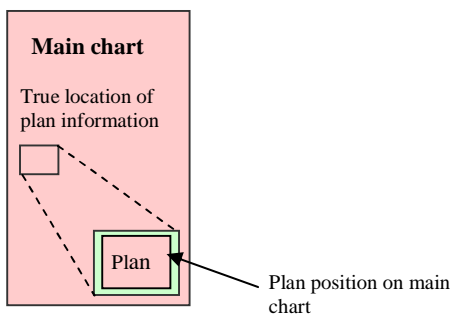 Main chart
True location of
plan information
Plan
Plan position on main
chart